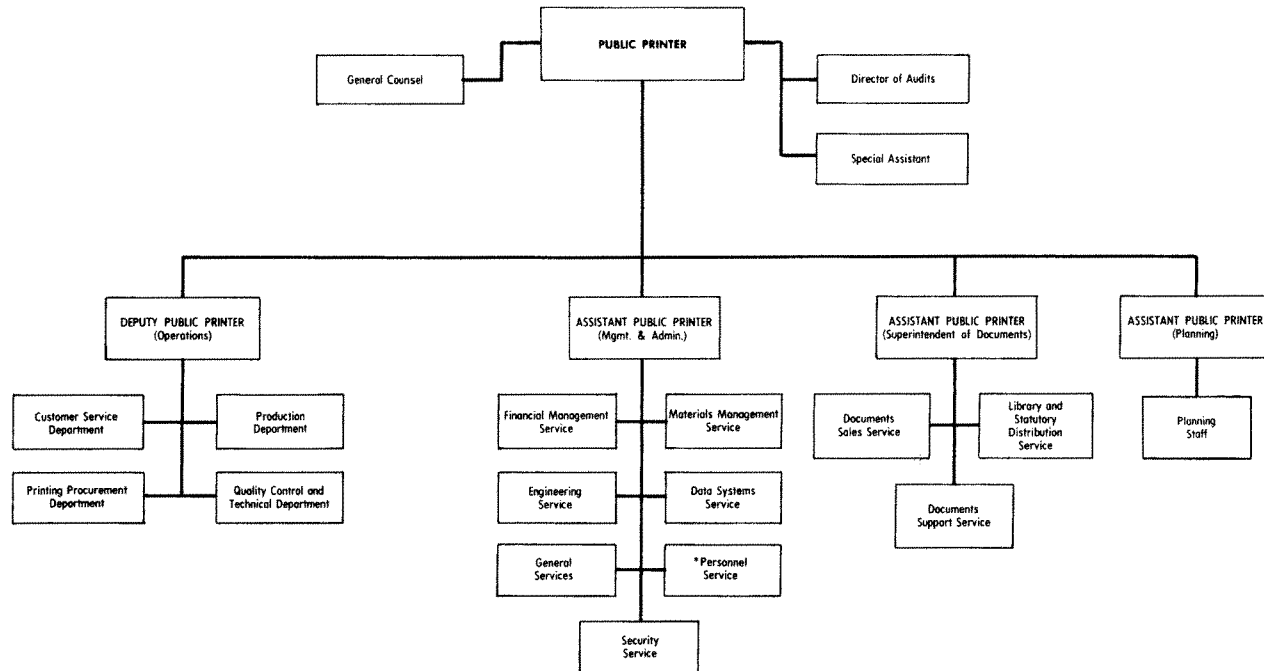 PUBLIC PRINTER
General Counsel
Director of Audits
Special Assistant
DEPUTY PUBLIC PRINTER
(Operations)
ASSISTANT PUBLIC PRINTER
(Mgmt. & Admin.)
ASSISTANT PUBLIC PRINTER
(Superintendent of Documents)
ASSISTANT PUBLIC PRINTER
(Planning)
Customer Service
Department
Production
Department
Printing Procurement
Department
Quality Control and
Technical Department
Financial Management
Service
Materials Management
Service
Engineering
Service
Data Systems
Service
General
Services
*Personnel
Service
Security
Service
Documents
Sales Service
Library and
Statutory
Distribution
Service
Documents
Support Service
Planning
Staff